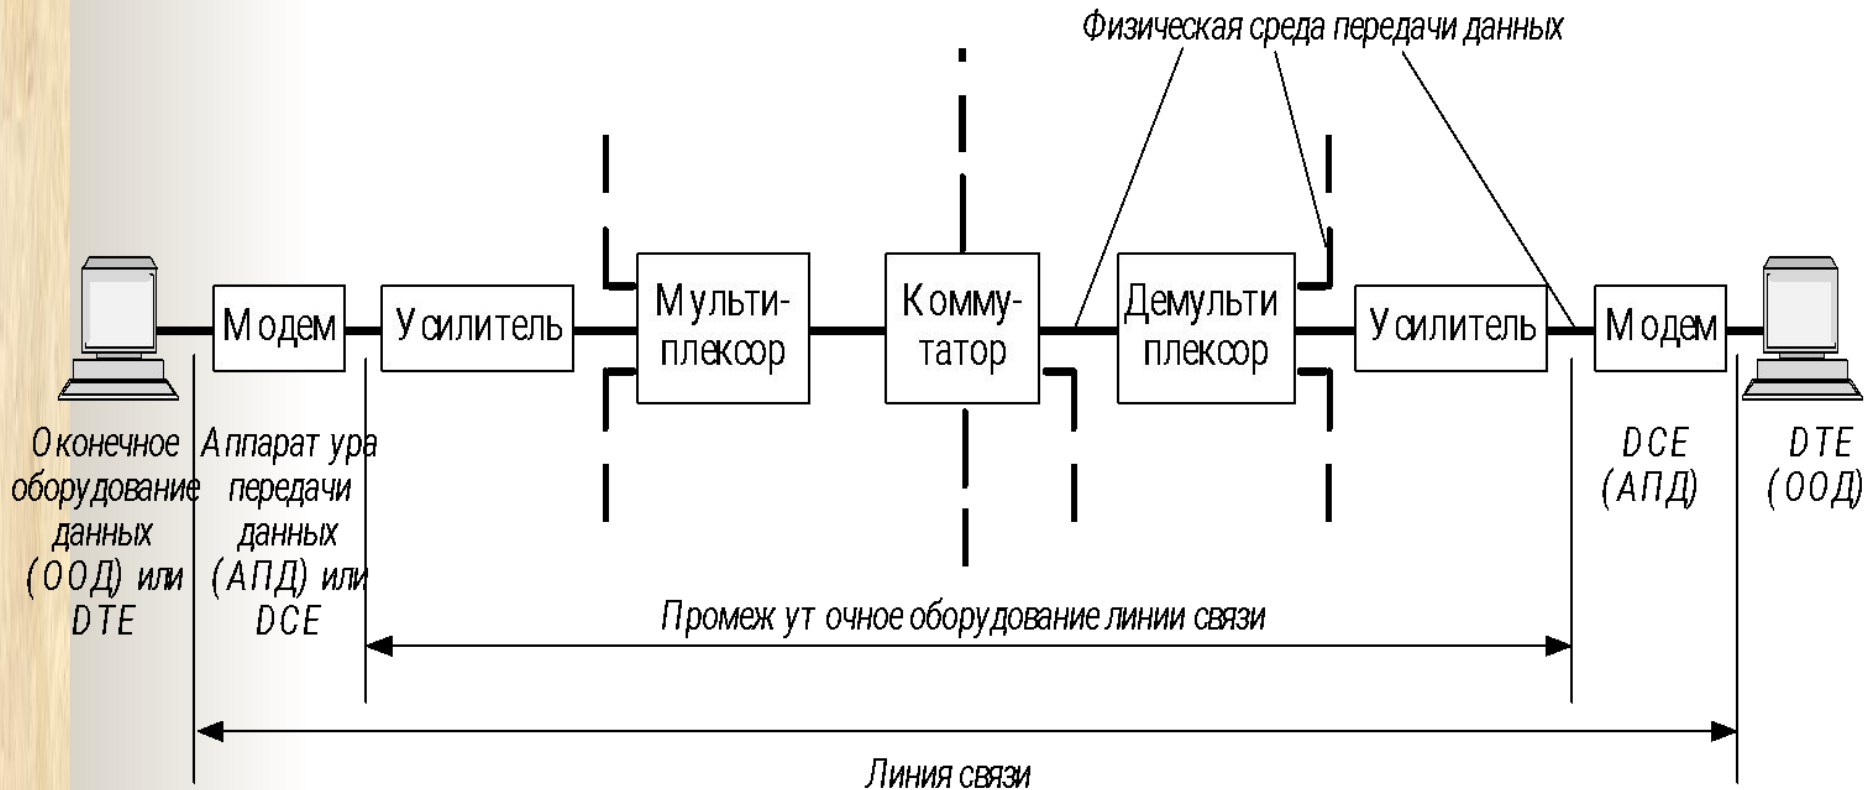 Физическая среда передачи данных
Модем
Усилитель
Мульти-
плексор
Комму-
татор
Демульти
плексор
Усилитель
Модем
Оконечное
оборудование
данных
(ООД) или
DTE
Аппаратура
передачи
данных
(АПД) или
DCE
DCE
(АПД)
DTE
(ООД)
Промежуточное оборудование линии связи
Линия связи